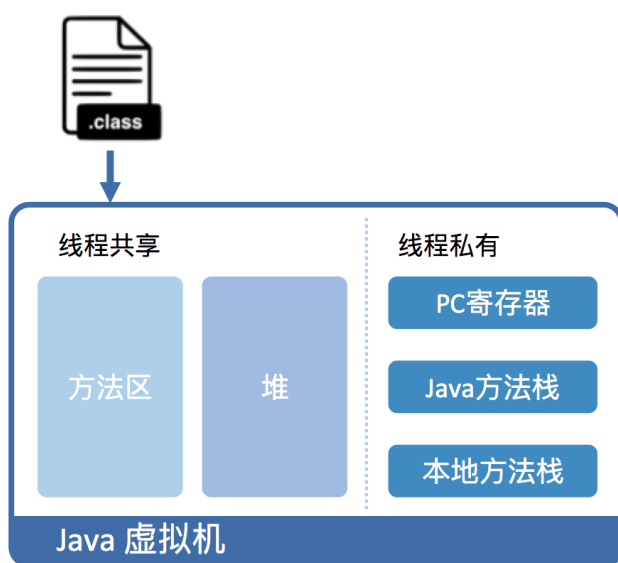 .class
线程共享
线程私有
方法区
堆
PC寄存器
Java方法栈
本地方法栈
Java 虚拟机